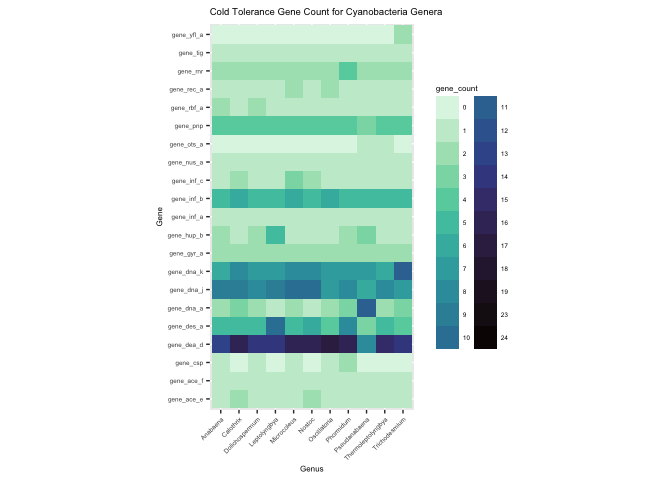 Cold Tolerance Gene Count for Cyanobacteria Genera
gene_yfl_a
gene_tig
gene_rnr
gene_rec_a
gene_rbf_a
gene_pnp
gene_ots_a
gene_nus_a
gene_inf_c
gene_inf_b
gene_inf_a
gene_hup_b
gene_gyr_a
gene_dna_k
gene_dna_j
gene_dna_a
gene_des_a
gene_dea_d
gene_csp
gene_ace_f
gene_ace_e
Gene
Anabaena
Calothrix
Dolichospermum
Leptolyngbya
Microcoleus
Nostoc
Oscillatoria
Phormidium
Pseudanabaena
Thermoleptolyngbya
Trichodesmium
Genus
gene_count
0
1
2
3
4
5
6
7
8
9
10
11
12
13
14
15
16
17
18
19
23
24